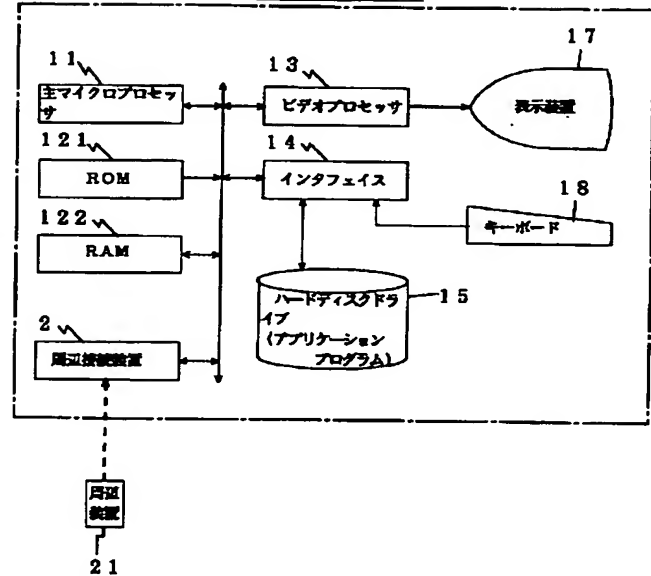 11
主マイクロプロセッ
サ
13
ビデオプロセッサ
17
表示装置
121
ROM
14
インタフェイス
18
キーボード
122
RAM
ハードディスクドラ
イブ
(アプリケーション
プログラム)
15
2
周辺接続装置
周辺
装置
21